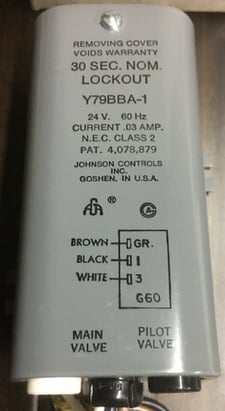 REMOVING COVER
VOIDS WARRANTY
30 SEC. NOM.
LOCKOUT
Y79BBA-1
24 V. 60 Hz
CURRENT .03 AMP.
N.E.C. CLASS 2
PAT. 4,078,879
JOHNSON CONTROLS
INC.
GOSHEN, IN U.S.A.
®
BROWN GR.
BLACK 1
WHITE 3
G60
MAIN VALVE
PILOT VALVE